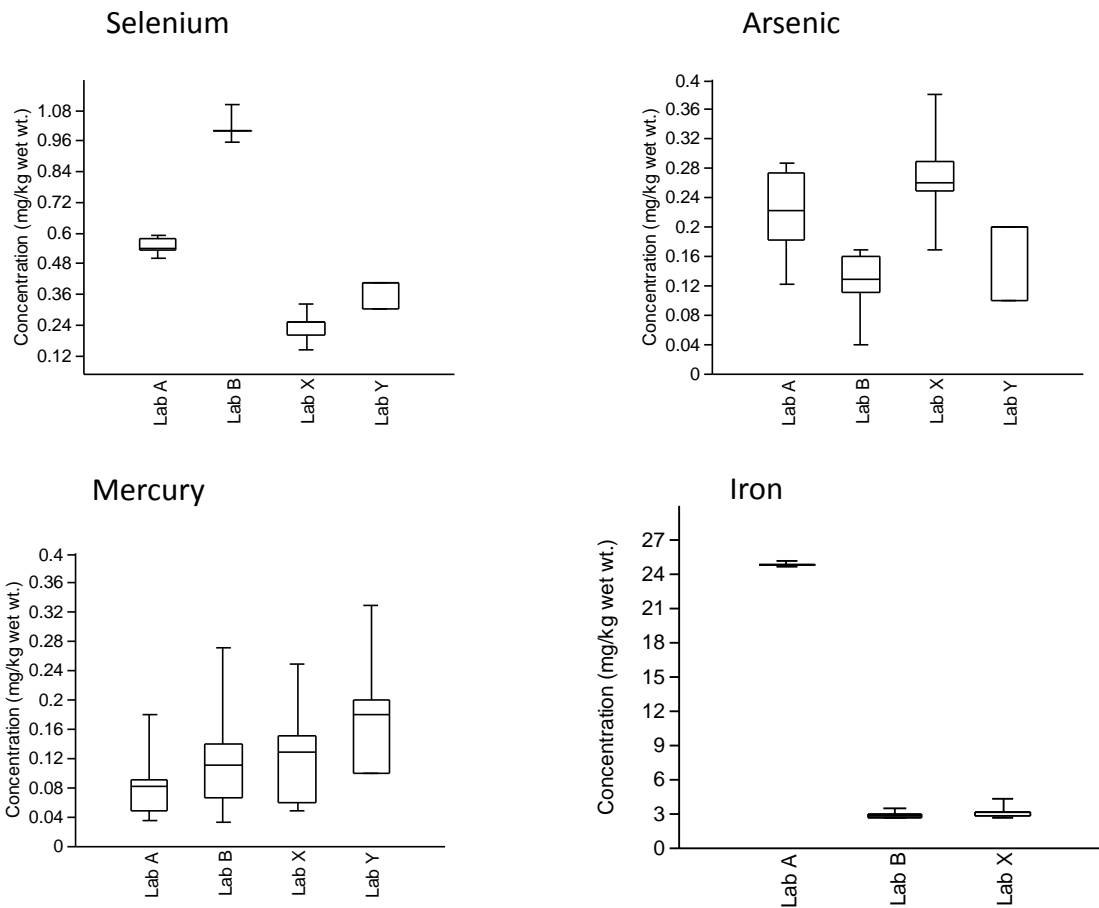 Selenium
Concentration (mg/kg wet wt.)
1.08
0.96
0.84
0.72
0.6
0.48
0.36
0.24
0.12
Lab A
Lab B
Lab X
Lab Y
Arsenic
Concentration (mg/kg wet wt.)
0.4
0.36
0.32
0.28
0.24
0.2
0.16
0.12
0.08
0.04
0
Lab A
Lab B
Lab X
Lab Y
Mercury
Concentration (mg/kg wet wt.)
0.4
0.36
0.32
0.28
0.24
0.2
0.16
0.12
0.08
0.04
0
Lab A
Lab B
Lab X
Lab Y
Iron
Concentration (mg/kg wet wt.)
27
24
21
18
15
12
9
6
3
0
Lab A
Lab B
Lab X